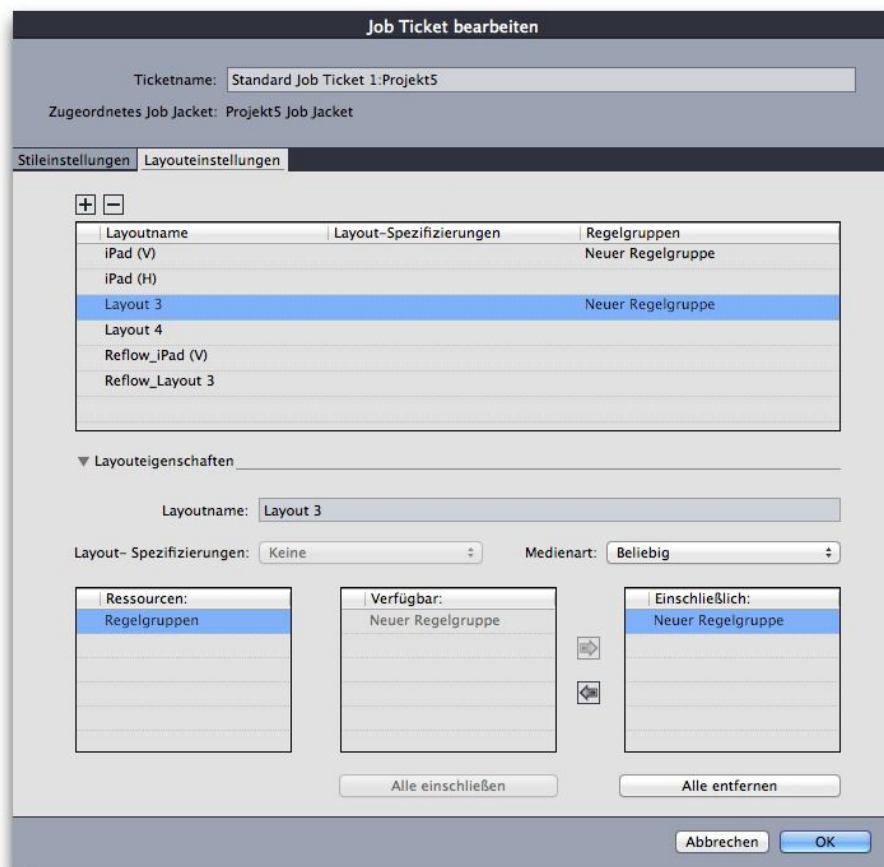 Job Ticket bearbeiten
Ticketname: Standard Job Ticket 1:Projekt5
Zugeordnetes Job Jacket: Projekt5 Job Jacket
Stileinstellungen Layouteinstellungen
Layoutname Layout-Spezifizierungen Regelgruppen
iPad (V) Neuer Regelgruppe
iPad (H)
Layout 3 Neuer Regelgruppe
Layout 4
Reflow_iPad (V)
Reflow_Layout 3
Layouteigenschaften
Layoutname: Layout 3
Layout- Spezifizierungen: Keine Medienart: Beliebig
Ressourcen: Verfügbar: Einschließlich:
Regelgruppen Neuer Regelgruppe Neuer Regelgruppe
Alle einschließen Alle entfernen
Abbrechen OK